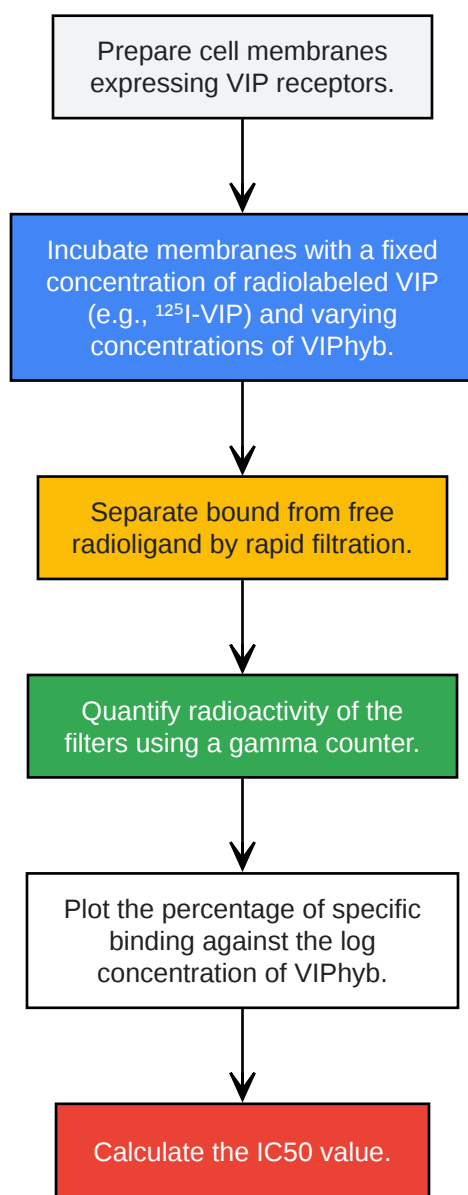 Prepare cell membranes
expressing VIP receptors.
Incubate membranes with a fixed
concentration of radiolabeled VIP
(e.g., ¹²⁵I-VIP) and varying
concentrations of VIPhyb.
Separate bound from free
radioligand by rapid filtration.
Quantify radioactivity of the
filters using a gamma counter.
Plot the percentage of specific
binding against the log
concentration of VIPhyb.
Calculate the IC50 value.